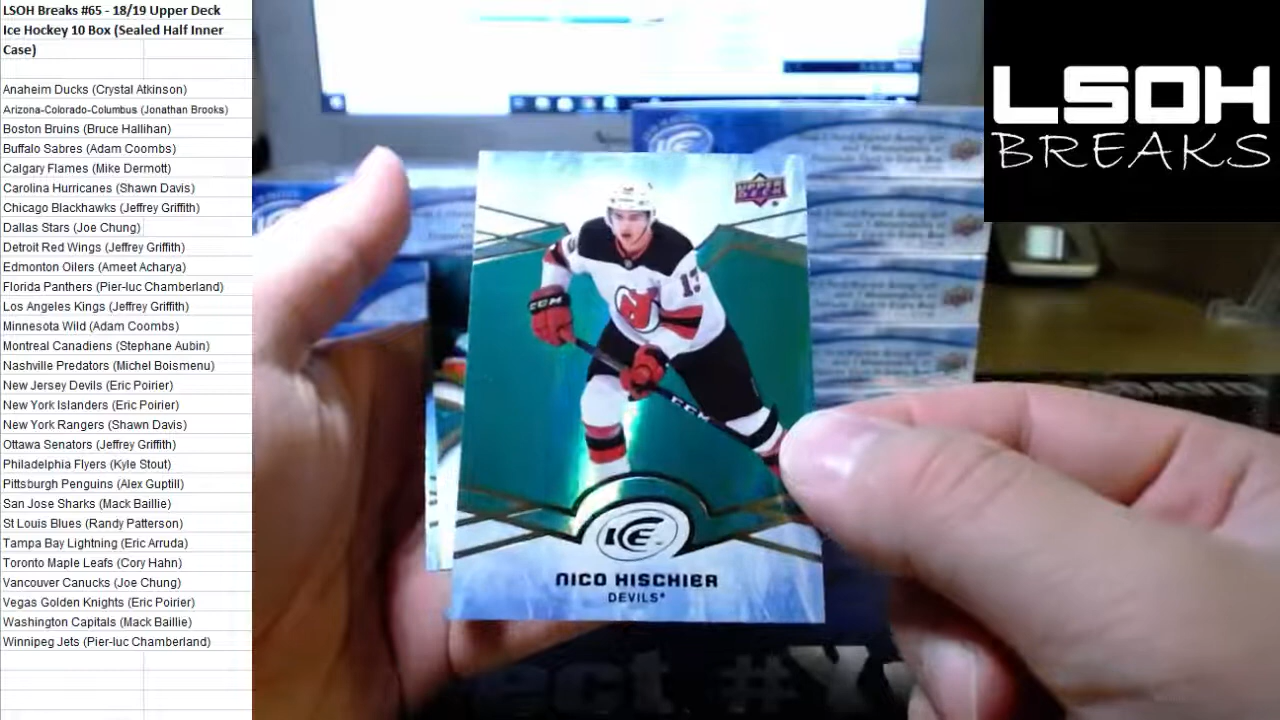 LSOH Breaks #65 - 18/19 Upper Deck
Ice Hockey 10 Box (Sealed Half Inner
Case)
Anaheim Ducks (Crystal Atkinson)
Arizona-Colorado-Columbus (Jonathan Brooks)
Boston Bruins (Bruce Hallihan)
Buffalo Sabres (Adam Coombs)
Calgary Flames (Mike Dermott)
Carolina Hurricanes (Shawn Davis)
Chicago Blackhawks (Jeffrey Griffith)
Dallas Stars (Joe Chung)
Detroit Red Wings (Jeffrey Griffith)
Edmonton Oilers (Ameet Acharya)
Florida Panthers (Pier-luc Chamberland)
Los Angeles Kings (Jeffrey Griffith)
Minnesota Wild (Adam Coombs)
Montreal Canadiens (Stephane Aubin)
Nashville Predators (Michel Boismenu)
New Jersey Devils (Eric Poirier)
New York Islanders (Eric Poirier)
New York Rangers (Shawn Davis)
Ottawa Senators (Jeffrey Griffith)
Philadelphia Flyers (Kyle Stout)
Pittsburgh Penguins (Alex Guptill)
San Jose Sharks (Mack Baillie)
St Louis Blues (Randy Patterson)
Tampa Bay Lightning (Eric Arruda)
Toronto Maple Leafs (Cory Hahn)
Vancouver Canucks (Joe Chung)
Vegas Golden Knights (Eric Poirier)
Washington Capitals (Mack Baillie)
Winnipeg Jets (Pier-luc Chamberland)
LSOH
BREAKS
UPPER
DECK
13
CCM
CCM
ICE
NICO HISCHIER
DEVILS